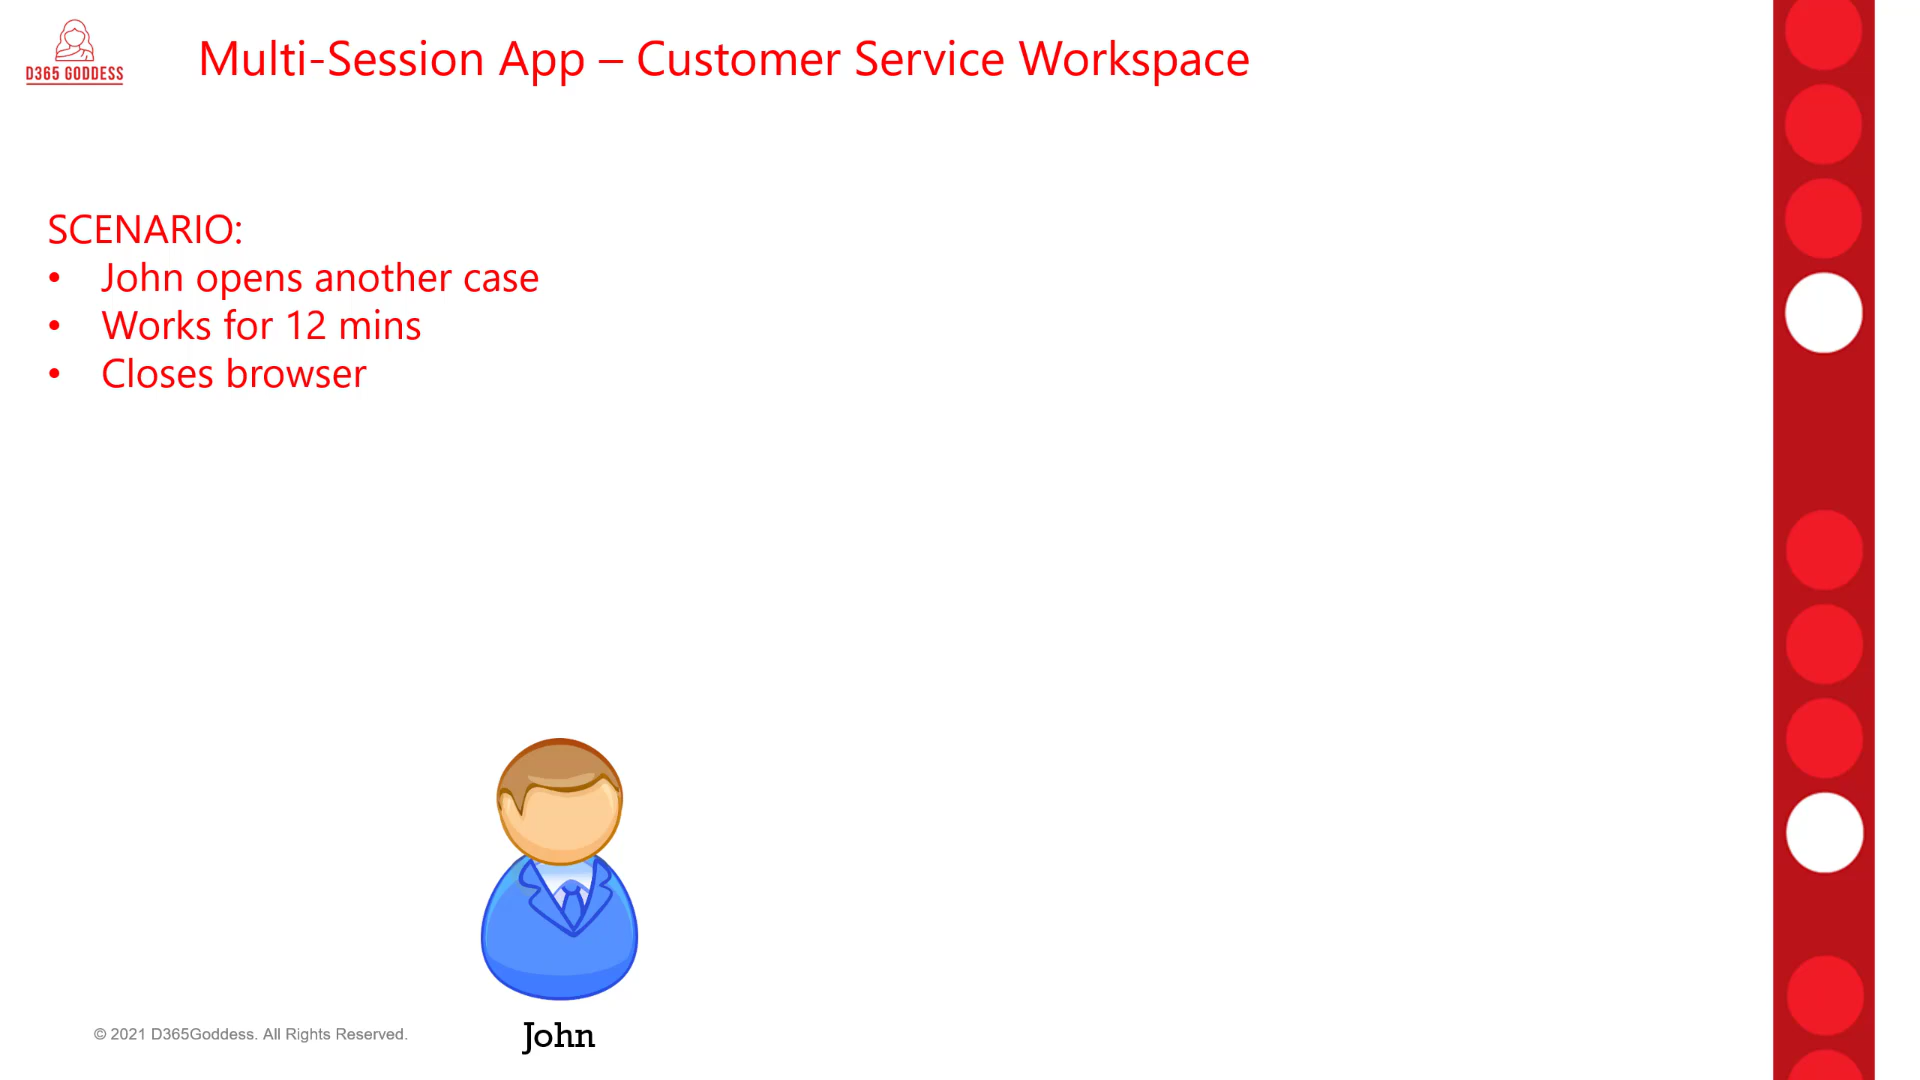 D365 GODDESS
Multi-Session App – Customer Service Workspace
SCENARIO:
• John opens another case
• Works for 12 mins
• Closes browser
© 2021 D365Goddess. All Rights Reserved.
John